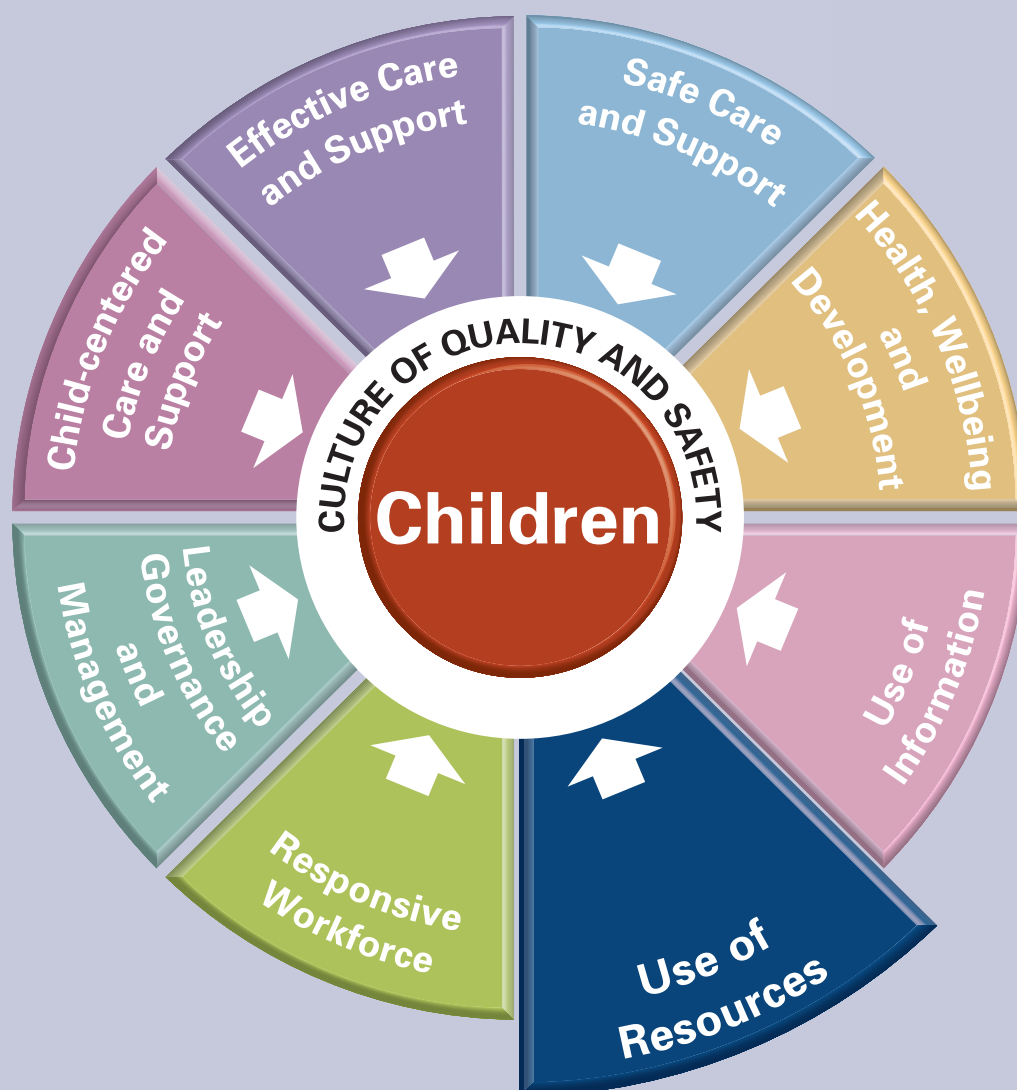 Effective Care
and Support
Safe Care
and Support
Health, Wellbeing
and
Development
Use of
Information
Use of
Resources
Responsive
Workforce
Leadership
Governance
and
Management
Child-centered
Care and
Support
CULTURE OF QUALITY AND SAFETY
Children